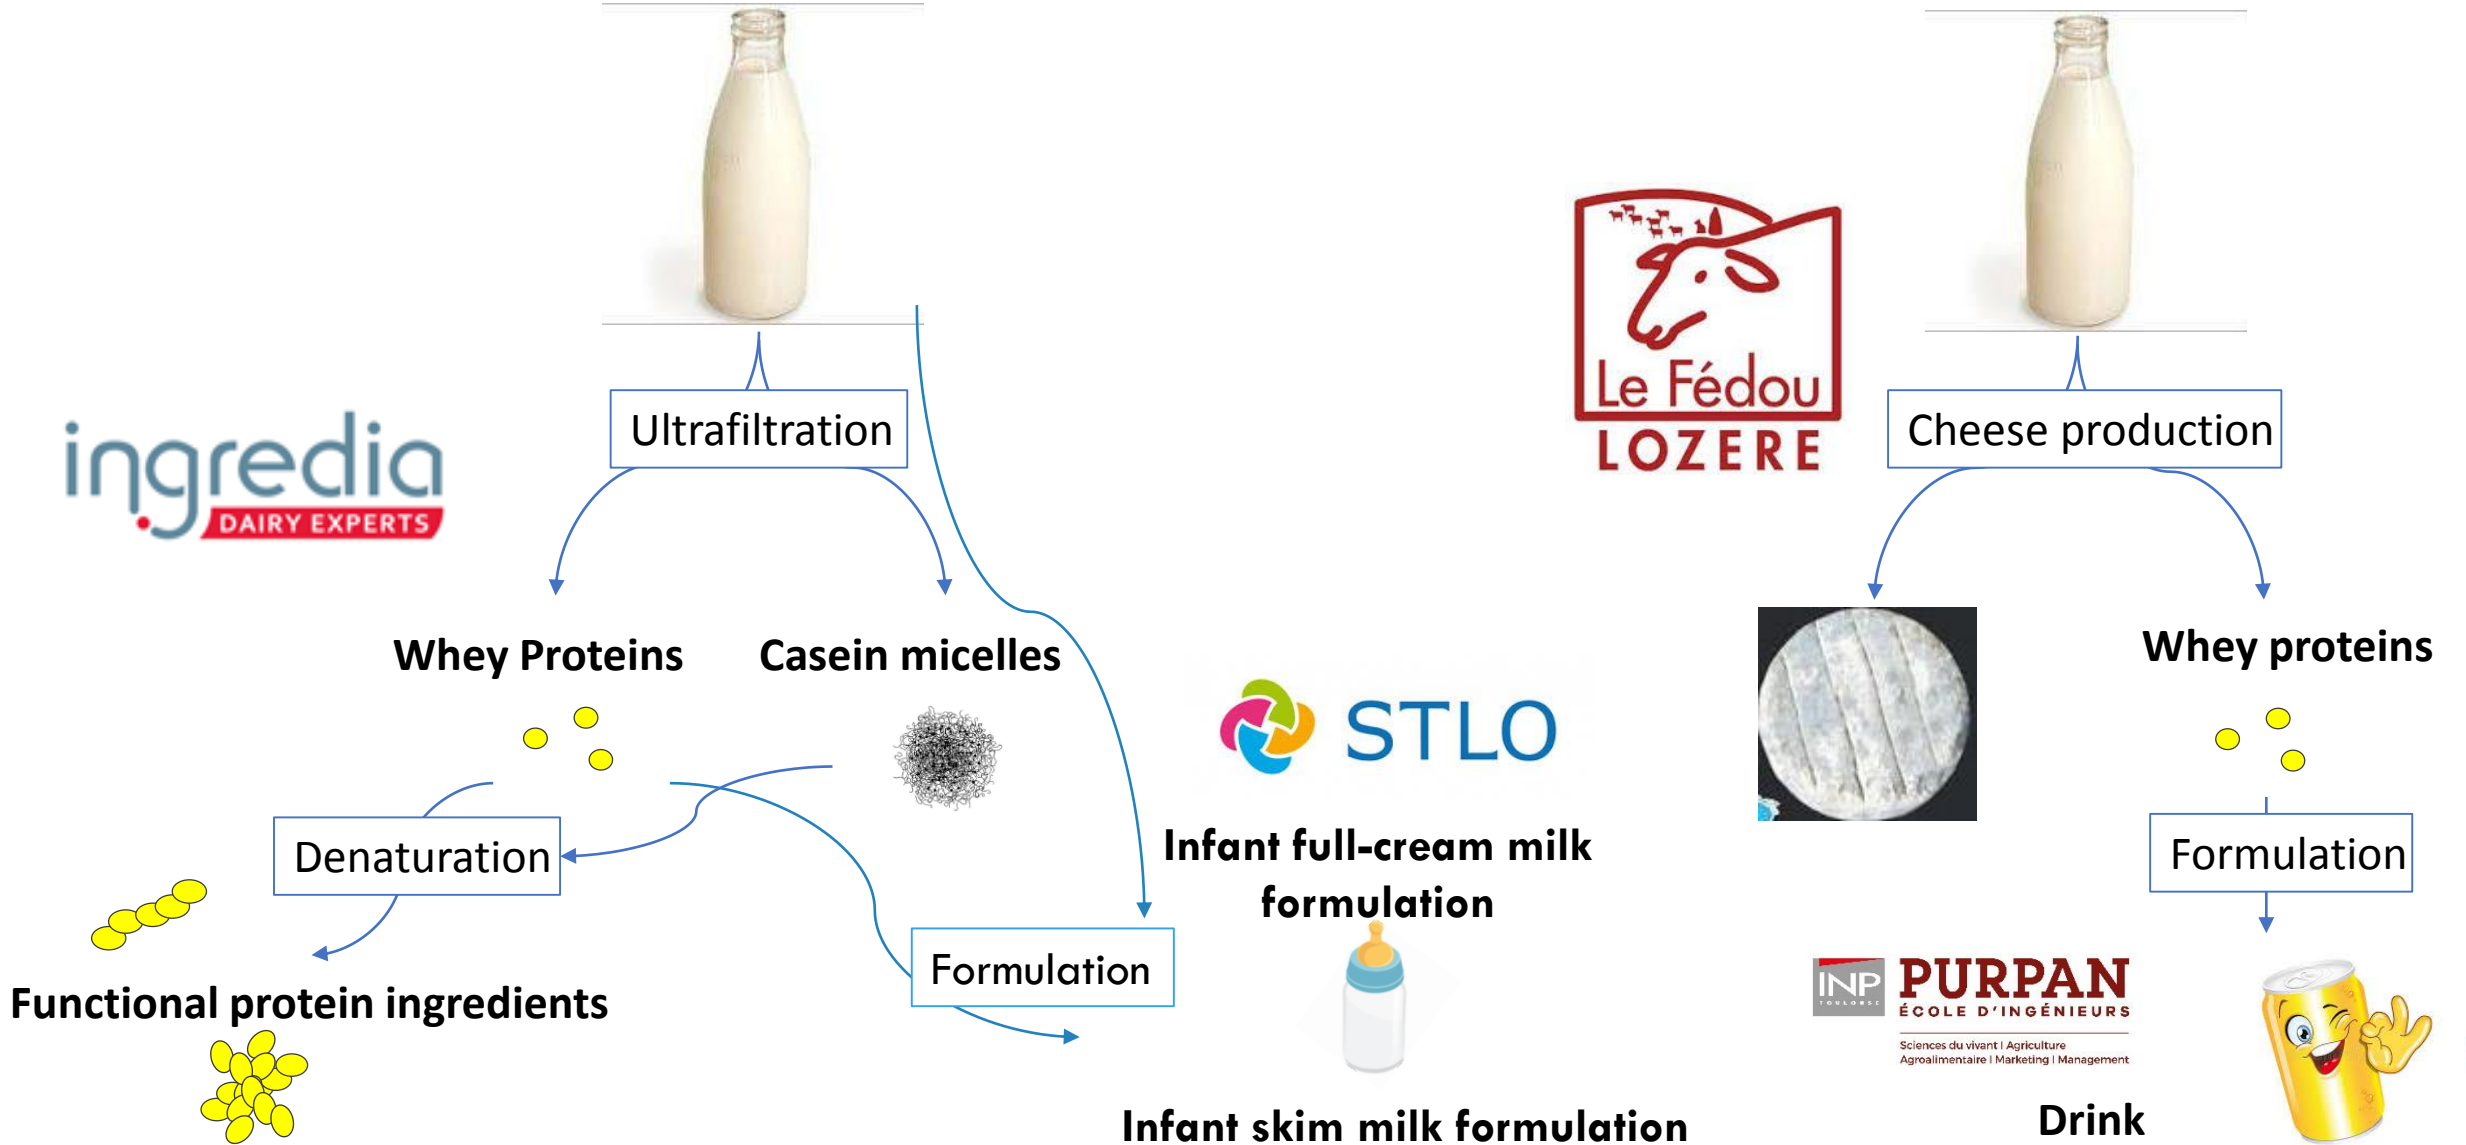 Ultrafiltration
ingredia
DAIRY EXPERTS
Whey Proteins
Casein micelles
Denaturation
Functional protein ingredients
Formulation
STLO
Infant full-cream milk
formulation
Infant skim milk formulation
Le Fédou
LOZERE
Cheese production
Whey proteins
Formulation
INP
TOULOUSE
PURPAN
ÉCOLE D'INGÉNIEURS
Sciences du vivant I Agriculture
Agroalimentaire I Marketing I Management
Drink